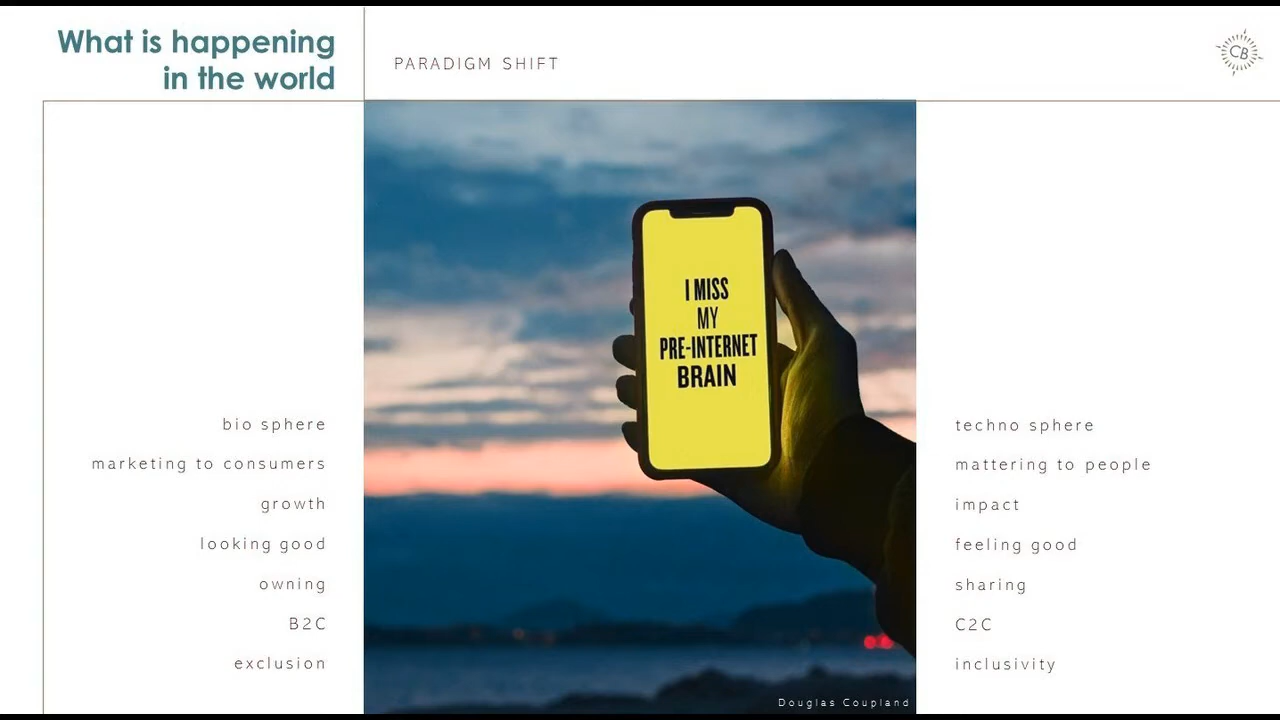 What is happening
in the world
PARADIGM SHIFT
CB
I MISS
MY
PRE-INTERNET
BRAIN
bio sphere
marketing to consumers
growth
looking good
owning
B2C
exclusion
techno sphere
mattering to people
impact
feeling good
sharing
C2C
inclusivity
Douglas Coupland